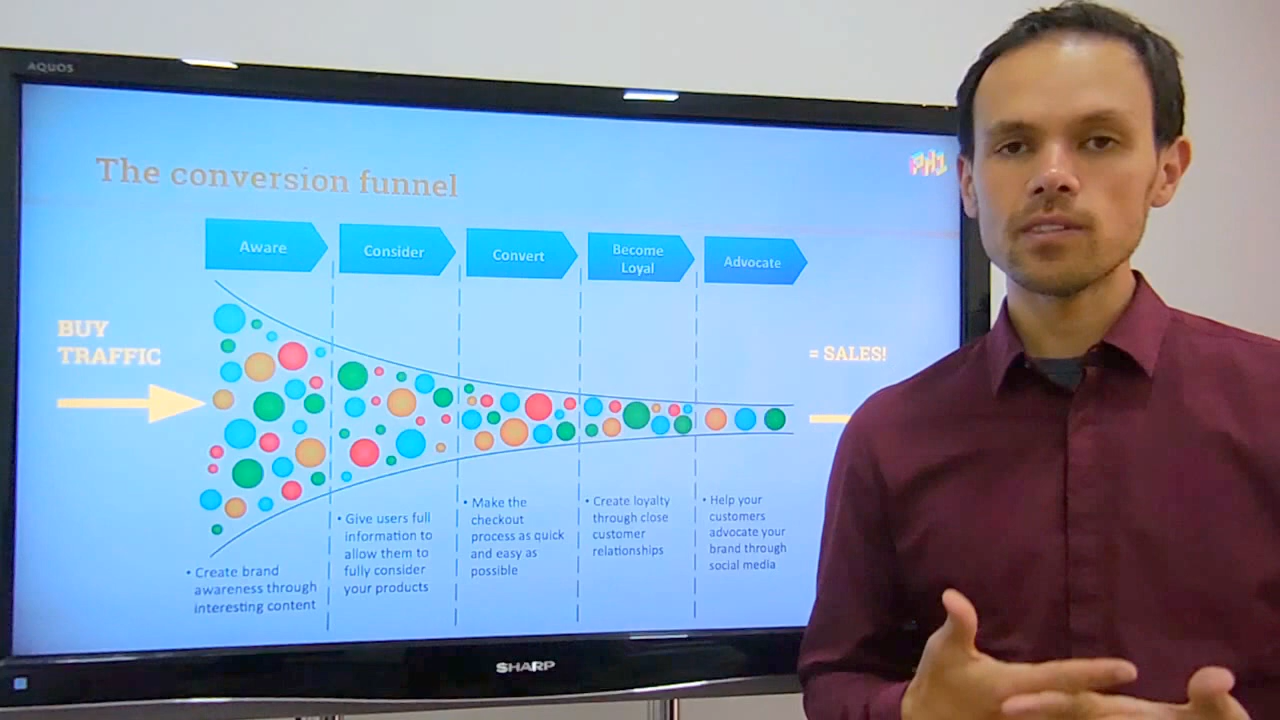 AQUOS
The conversion funnel
PH1
Aware
Consider
Convert
Become
Loyal
Advocate
BUY
TRAFFIC
= SALES!
• Create brand
awareness through
interesting content
• Give users full
information to
allow them to
fully consider
your products
• Make the
checkout
process as quick
and easy as
possible
• Create loyalty
through close
customer
relationships
• Help your
customers
advocate your
brand through
social media
SHARP